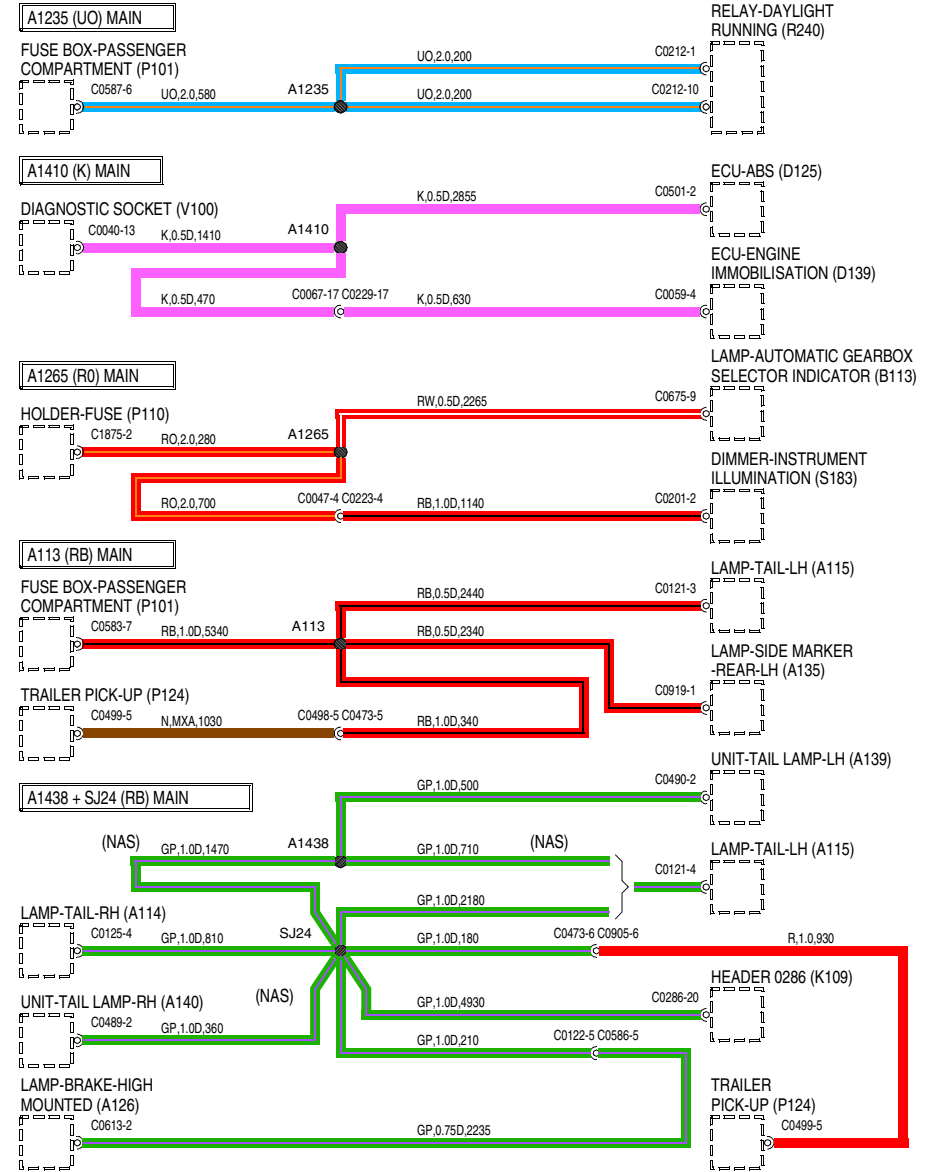 A1235 (UO) MAIN
RELAY-DAYLIGHT
RUNNING (R240)
FUSE BOX-PASSENGER
COMPARTMENT (P101)
UO,2.0,200
C0212-1
C0587-6
UO,2.0,580
A1235
UO,2.0,200
C0212-10
A1410 (K) MAIN
ECU-ABS (D125)
DIAGNOSTIC SOCKET (V100)
K,0.5D,2855
C0501-2
C0040-13
K,0.5D,1410
A1410
ECU-ENGINE
IMMOBILISATION (D139)
K,0.5D,470
C0067-17 C0229-17
K,0.5D,630
C0059-4
A1265 (R0) MAIN
LAMP-AUTOMATIC GEARBOX
SELECTOR INDICATOR (B113)
HOLDER-FUSE (P110)
RW,0.5D,2265
C0675-9
C1875-2
RO,2.0,280
A1265
DIMMER-INSTRUMENT
ILLUMINATION (S183)
RO,2.0,700
C0047-4 C0223-4
RB,1.0D,1140
C0201-2
A113 (RB) MAIN
LAMP-TAIL-LH (A115)
FUSE BOX-PASSENGER
COMPARTMENT (P101)
RB,0.5D,2440
C0121-3
C0583-7
RB,1.0D,5340
A113
RB,0.5D,2340
LAMP-SIDE MARKER
-REAR-LH (A135)
TRAILER PICK-UP (P124)
C0919-1
C0499-5
N,MXA,1030
C0498-5 C0473-5
RB,1.0D,340
UNIT-TAIL LAMP-LH (A139)
A1438 + SJ24 (RB) MAIN
GP,1.0D,500
C0490-2
(NAS)
GP,1.0D,1470
A1438
GP,1.0D,710
(NAS)
LAMP-TAIL-LH (A115)
C0121-4
LAMP-TAIL-RH (A114)
GP,1.0D,2180
C0125-4
GP,1.0D,810
SJ24
GP,1.0D,180
C0473-6 C0905-6
R,1.0,930
HEADER 0286 (K109)
UNIT-TAIL LAMP-RH (A140)
(NAS)
GP,1.0D,4930
C0286-20
C0489-2
GP,1.0D,360
GP,1.0D,210
C0122-5 C0586-5
LAMP-BRAKE-HIGH
MOUNTED (A126)
TRAILER
PICK-UP (P124)
C0613-2
GP,0.75D,2235
C0499-5